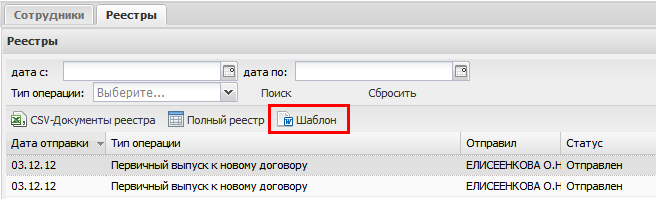 Сотрудники Реестры
Реестры
дата с: дата по:
Тип операции: Выберите... Поиск Сбросить
CSV-Документы реестра Полный реестр Шаблон
Дата отправки Тип операции Отправил Статус
03.12.12 Первичный выпуск к новому договору ЕЛИСЕЕНКОВА О.Н Отправлен
03.12.12 Первичный выпуск к новому договору ЕЛИСЕЕНКОВА О.Н Отправлен